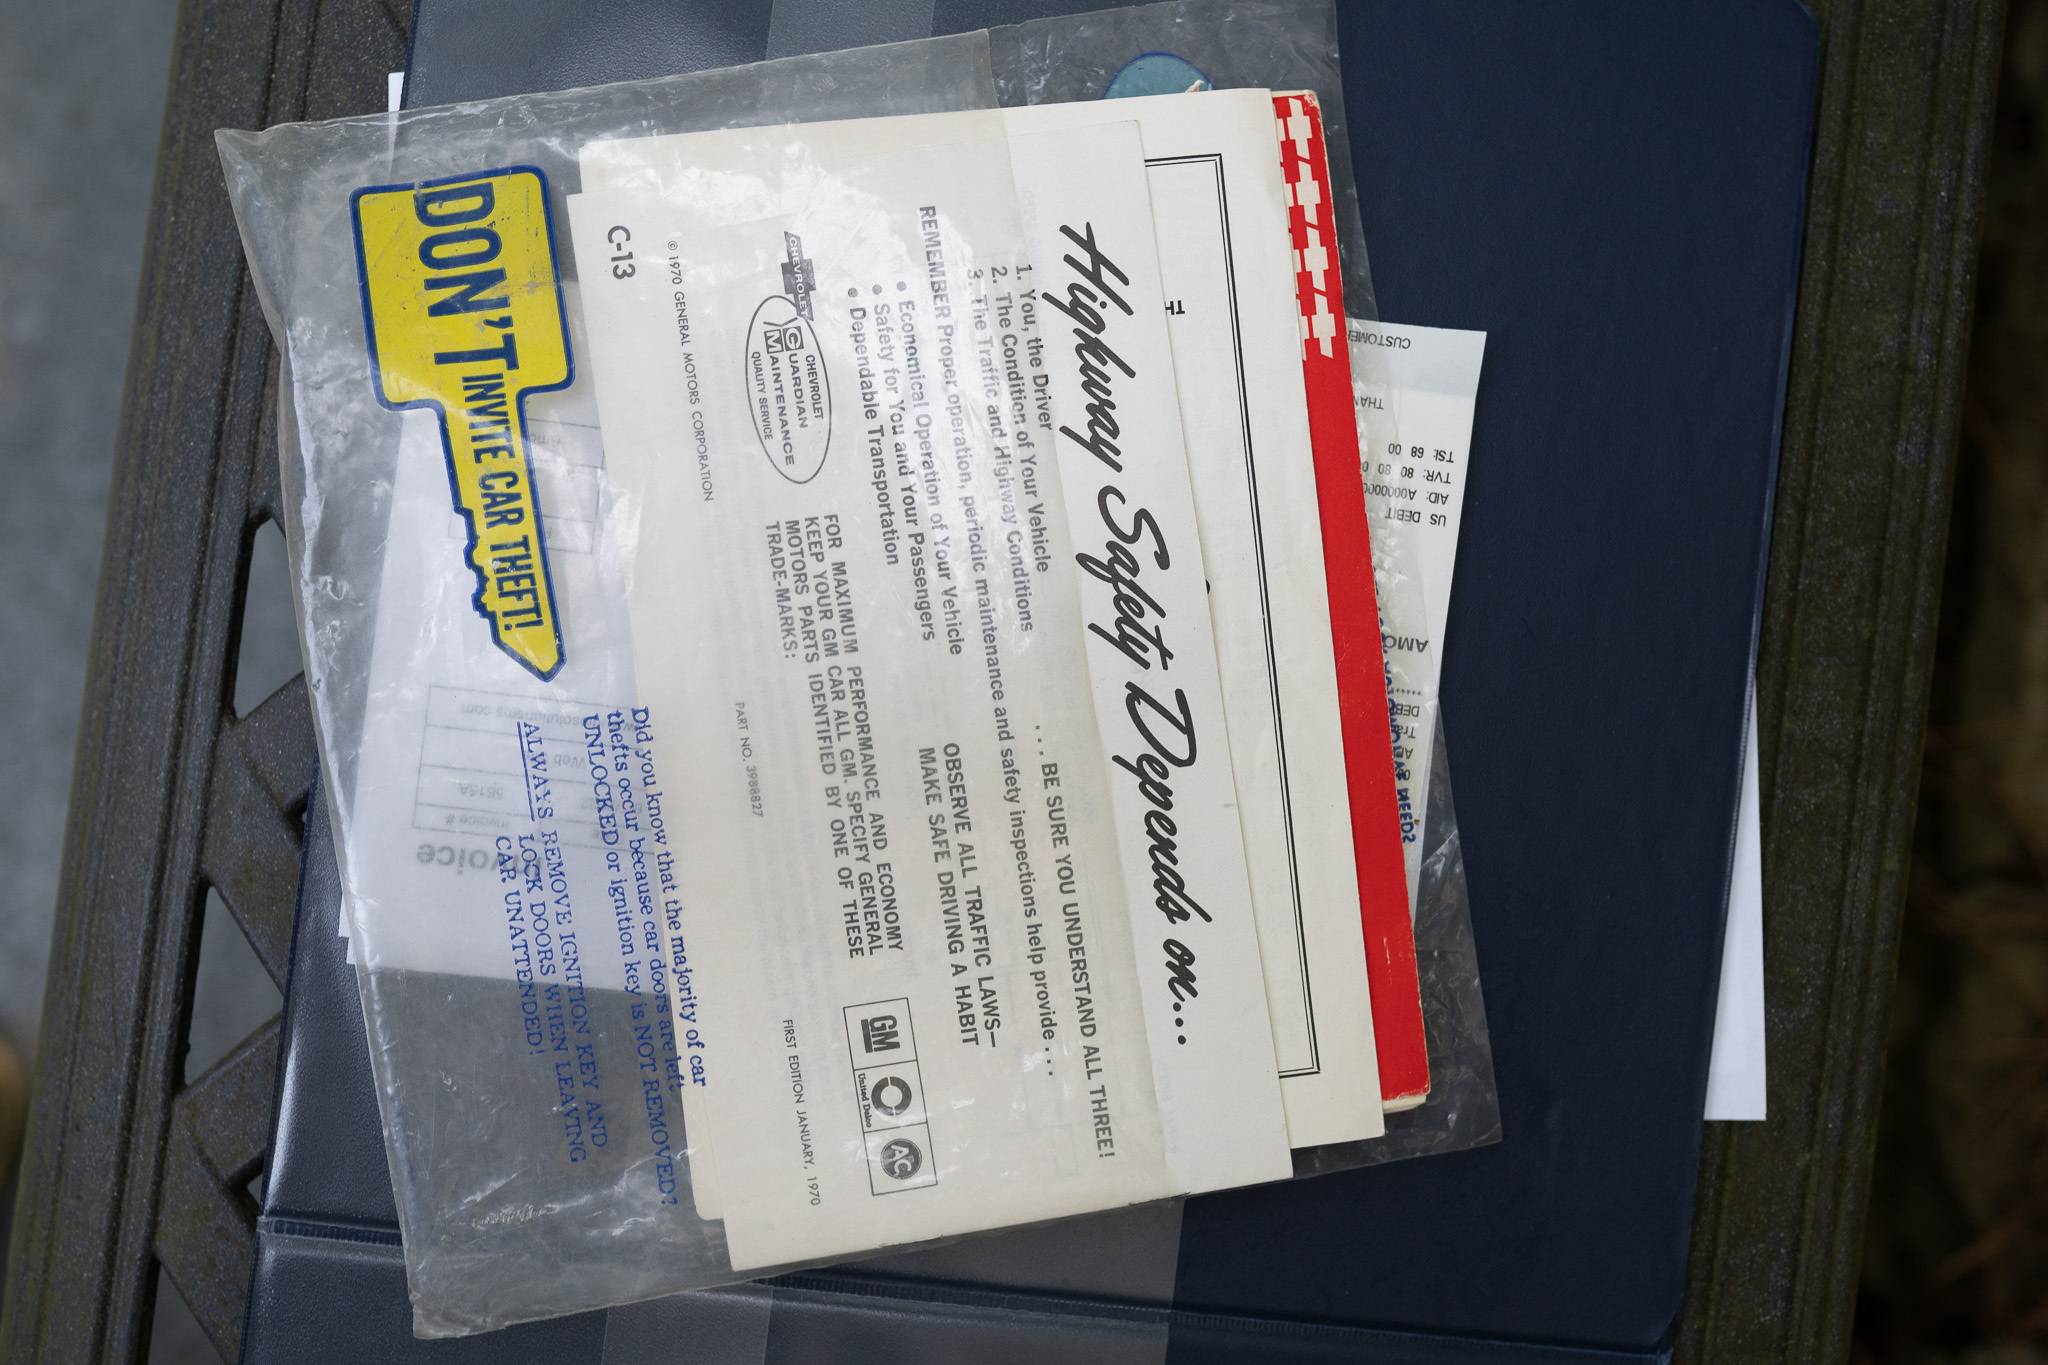 Highway Safety Depends on...
1. You, the Driver
2. The Condition of Your Vehicle
3. The Traffic and Highway Conditions
. . . BE SURE YOU UNDERSTAND ALL THREE!
REMEMBER Proper operation, periodic maintenance and safety inspections help provide . . .
• Economical Operation of Your Vehicle
• Safety for You and Your Passengers
• Dependable Transportation
OBSERVE ALL TRAFFIC LAWS—
MAKE SAFE DRIVING A HABIT
CHEVROLET
CHEVROLET
GUARDIAN
MAINTENANCE
QUALITY SERVICE
FOR MAXIMUM PERFORMANCE AND ECONOMY
KEEP YOUR GM CAR ALL GM. SPECIFY GENERAL
MOTORS PARTS IDENTIFIED BY ONE OF THESE
TRADE-MARKS:
GM
United Delco
AC
© 1970 GENERAL MOTORS CORPORATION
PART NO. 3988827
FIRST EDITION JANUARY, 1970
C-13
DON'T INVITE CAR THEFT!
Did you know that the majority of car
thefts occur because car doors are left
UNLOCKED or ignition key is NOT REMOVED?
ALWAYS REMOVE IGNITION KEY AND
LOCK DOORS WHEN LEAVING
CAR UNATTENDED!
TSI: 68 00
US DEBIT
Invoice #
5615A
Web